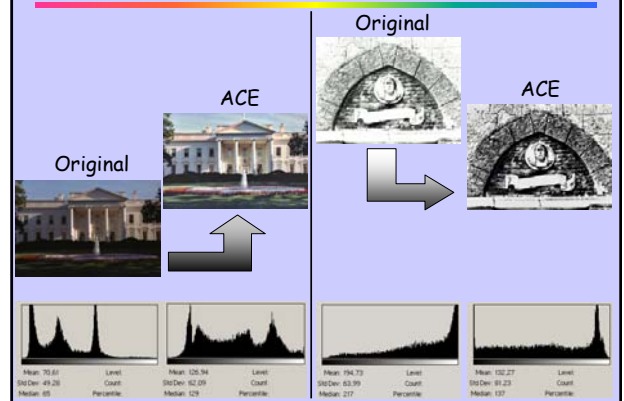 Original
ACE
Original
ACE
Mean: 70,61 Level:
Std Dev: 49,28 Count:
Median: 65 Percentile:
Mean: 126,94 Level:
Std Dev: 62,09 Count:
Median: 129 Percentile:
Mean: 194,73 Level:
Std Dev: 63,99 Count:
Median: 217 Percentile:
Mean: 132,27 Level:
Std Dev: 81,23 Count:
Median: 137 Percentile: